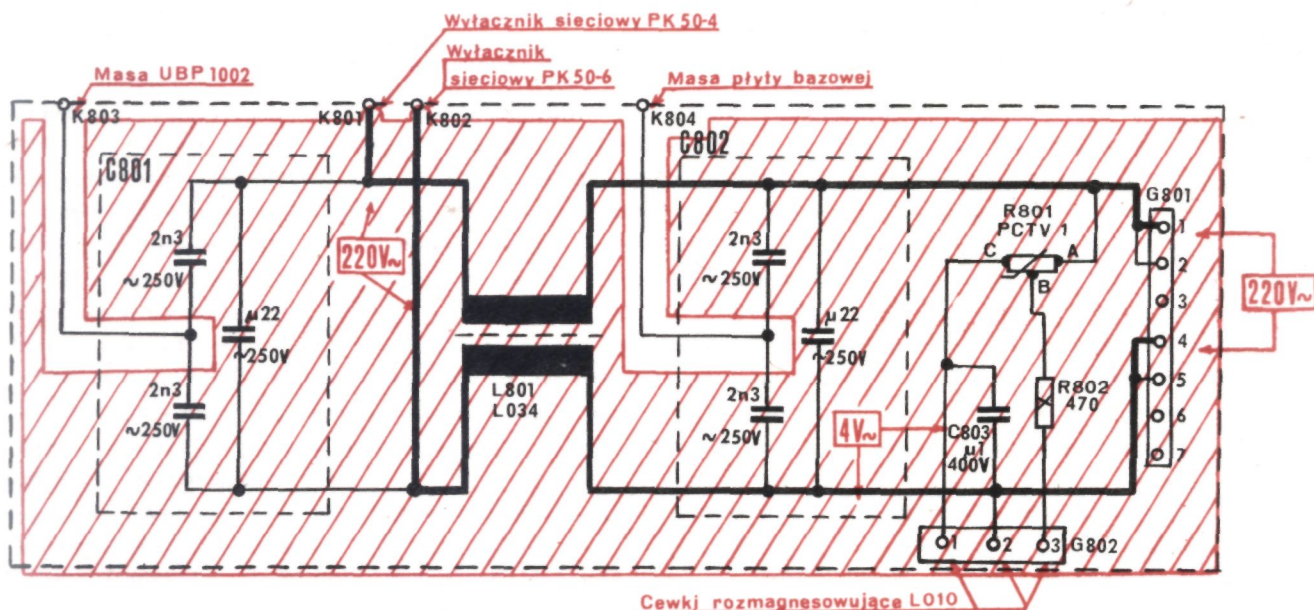 Wyłacznik sieciowy PK 50-4
Wyłacznik
sieciowy PK 50-6
Masa UBP 1002
Masa płyty bazowej
K803
K801
K802
K804
C801
C802
G801
R801
PCTV 1
C
A
B
1
2
3
4
5
6
7
2n3
~250V
2n3
~250V
µ22
~250V
220V~
2n3
~250V
2n3
~250V
µ22
~250V
220V~
L801
L034
R802
470
4V~
C803
µ1
400V
1
2
3
G802
Cewki rozmagnesowujące L010